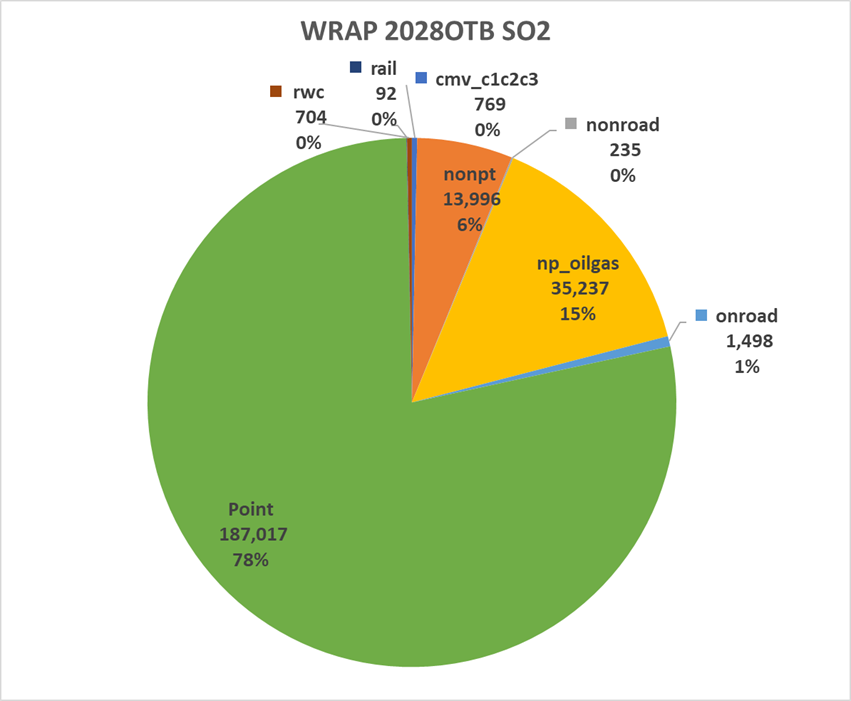 WRAP 2028OTB SO2
rail
92
0%
cmv_c1c2c3
769
0%
rwc
704
0%
nonroad
235
0%
nonpt
13,996
6%
np_oilgas
35,237
15%
onroad
1,498
1%
Point
187,017
78%